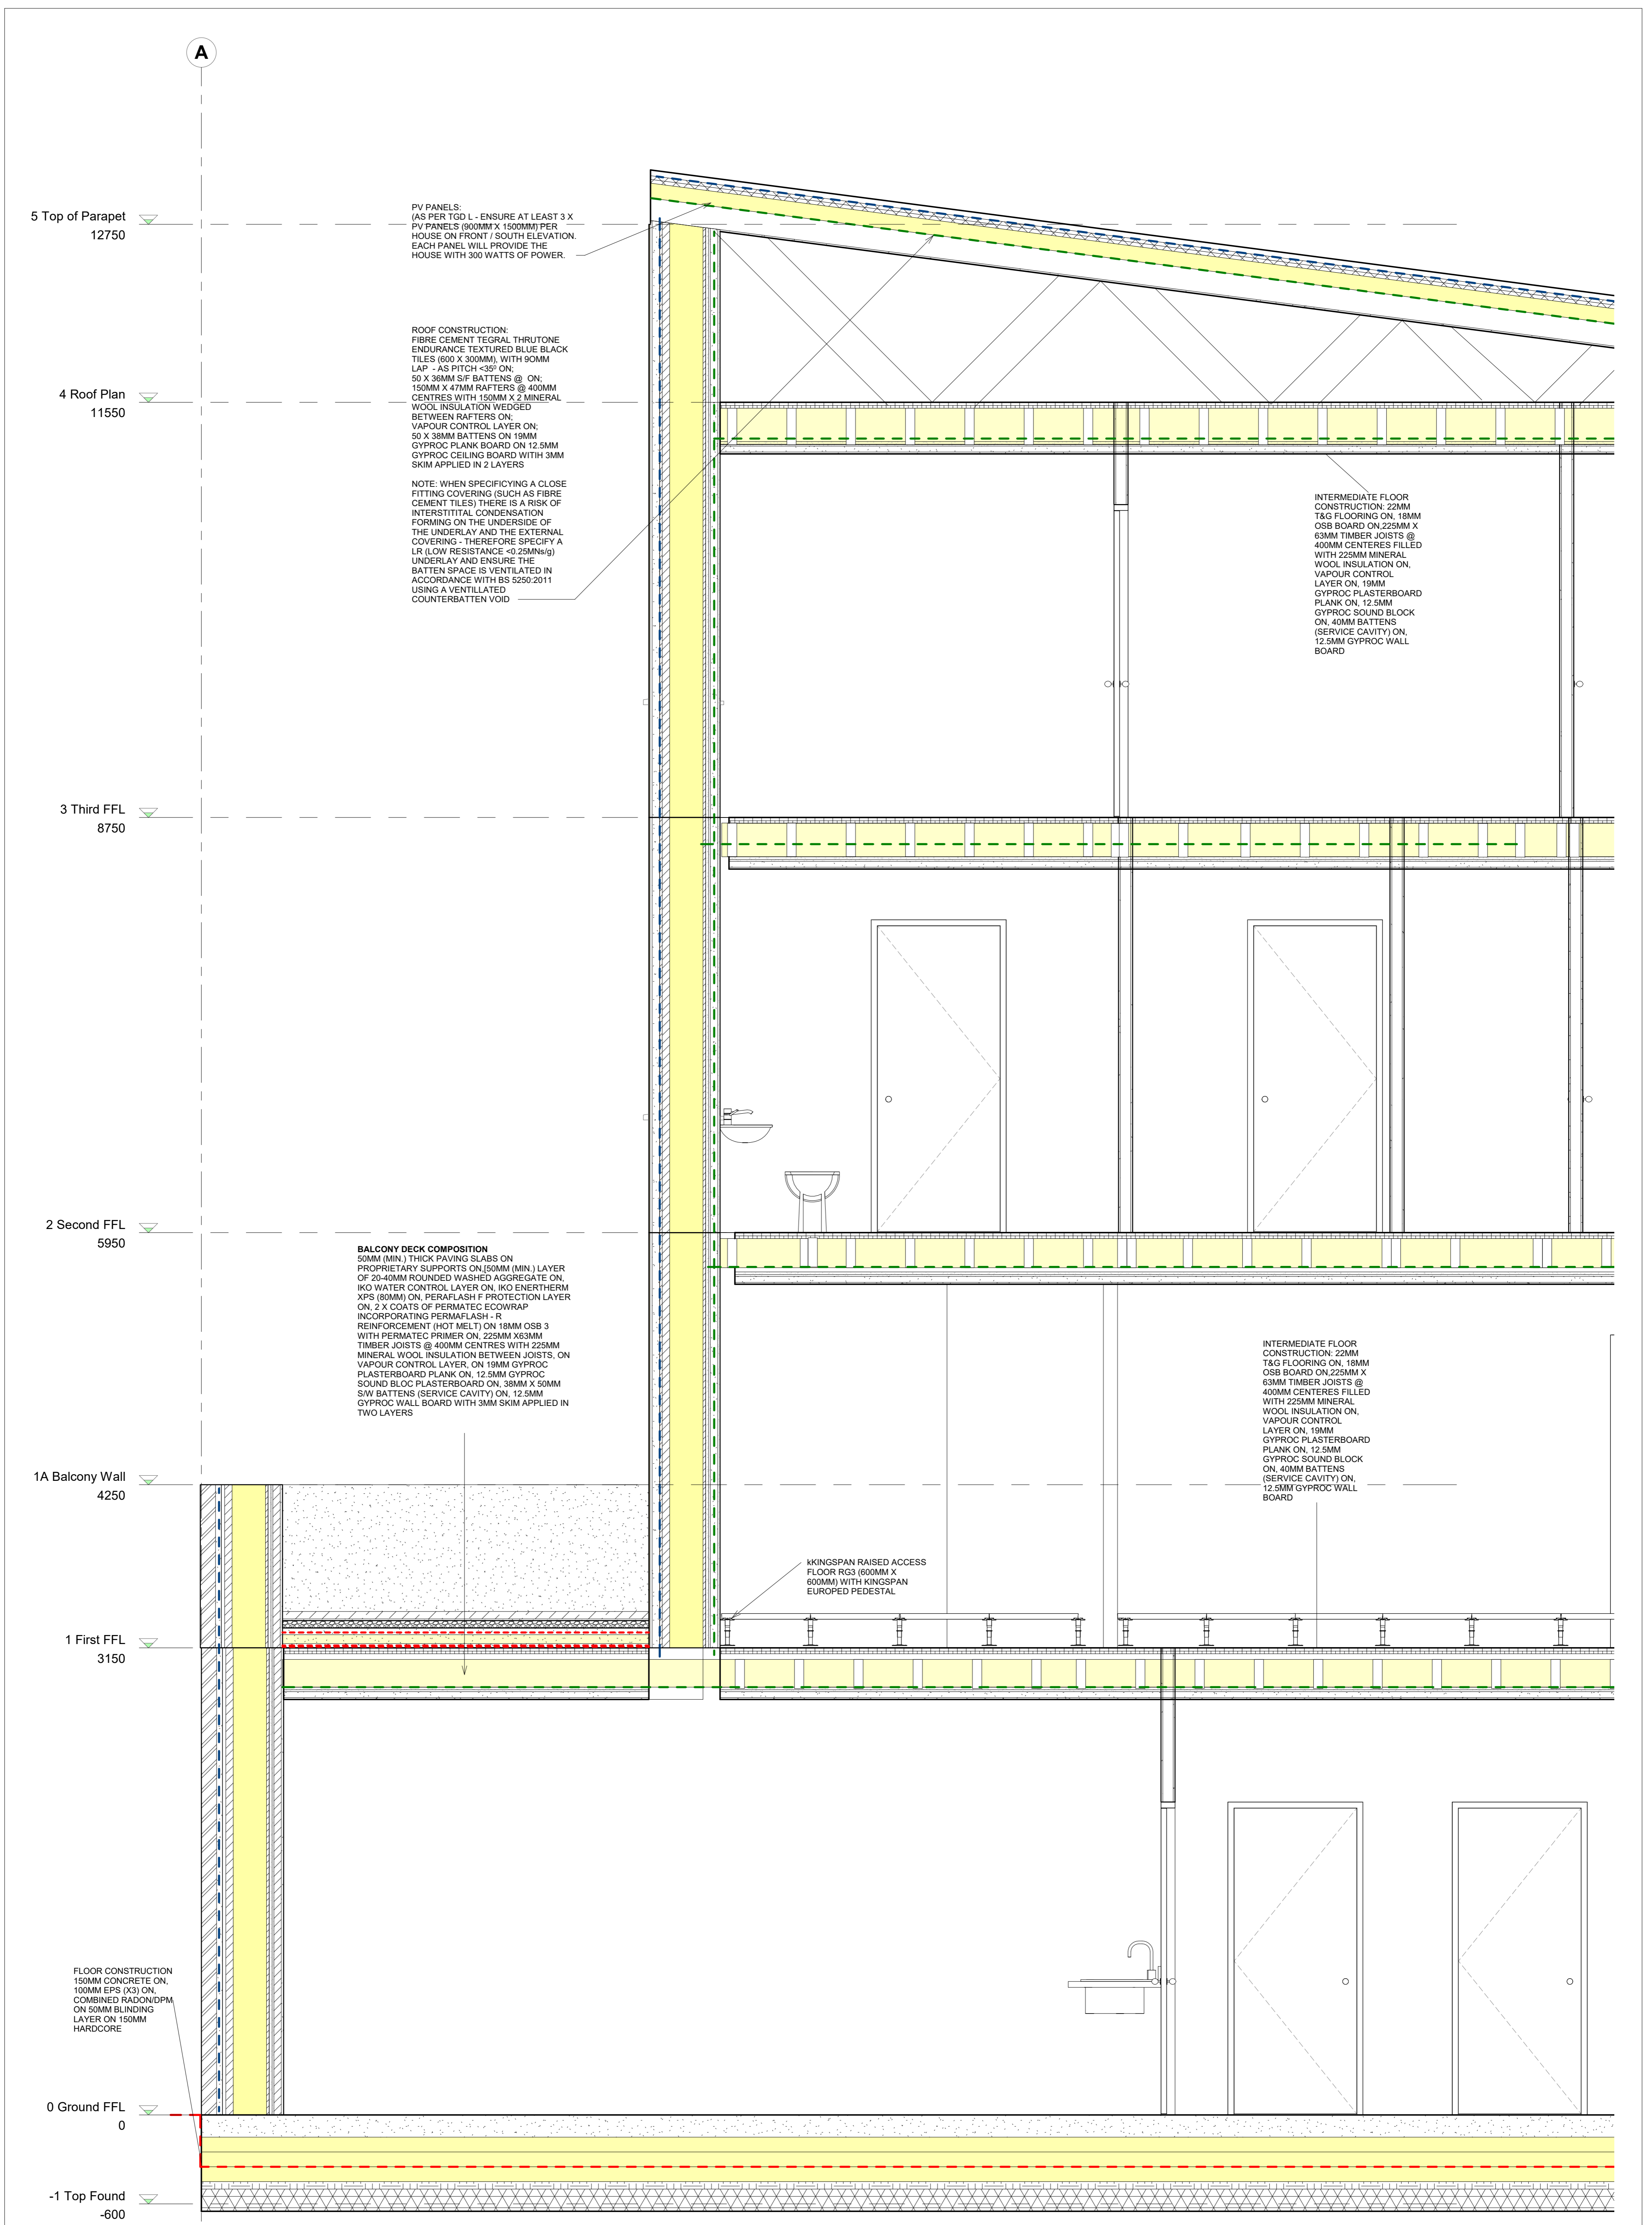 A
5 Top of Parapet
12750
PV PANELS:
(AS PER TGD L - ENSURE AT LEAST 3 X
PV PANELS (900MM X 1500MM) PER
HOUSE ON FRONT / SOUTH ELEVATION.
EACH PANEL WILL PROVIDE THE
HOUSE WITH 300 WATTS OF POWER.
ROOF CONSTRUCTION:
FIBRE CEMENT TEGRAL THRUTONE
ENDURANCE TEXTURED BLUE BLACK
TILES (600 X 300MM), WITH 9OMM
LAP - AS PITCH <35º ON;
50 X 36MM S/F BATTENS @ ON;
150MM X 47MM RAFTERS @ 400MM
CENTRES WITH 150MM X 2 MINERAL
WOOL INSULATION WEDGED
BETWEEN RAFTERS ON;
VAPOUR CONTROL LAYER ON;
50 X 38MM BATTENS ON 19MM
GYPROC PLANK BOARD ON 12.5MM
GYPROC CEILING BOARD WITIH 3MM
SKIM APPLIED IN 2 LAYERS
NOTE: WHEN SPECIFICYING A CLOSE
FITTING COVERING (SUCH AS FIBRE
CEMENT TILES) THERE IS A RISK OF
INTERSTITITAL CONDENSATION
FORMING ON THE UNDERSIDE OF
THE UNDERLAY AND THE EXTERNAL
COVERING - THEREFORE SPECIFY A
LR (LOW RESISTANCE <0.25MNs/g)
UNDERLAY AND ENSURE THE
BATTEN SPACE IS VENTILATED IN
ACCORDANCE WITH BS 5250:2011
USING A VENTILLATED
COUNTERBATTEN VOID
4 Roof Plan
11550
INTERMEDIATE FLOOR
CONSTRUCTION: 22MM
T&G FLOORING ON, 18MM
OSB BOARD ON,225MM X
63MM TIMBER JOISTS @
400MM CENTERES FILLED
WITH 225MM MINERAL
WOOL INSULATION ON,
VAPOUR CONTROL
LAYER ON, 19MM
GYPROC PLASTERBOARD
PLANK ON, 12.5MM
GYPROC SOUND BLOCK
ON, 40MM BATTENS
(SERVICE CAVITY) ON,
12.5MM GYPROC WALL
BOARD
3 Third FFL
8750
2 Second FFL
5950
BALCONY DECK COMPOSITION
50MM (MIN.) THICK PAVING SLABS ON
PROPRIETARY SUPPORTS ON,[50MM (MIN.) LAYER
OF 20-40MM ROUNDED WASHED AGGREGATE ON,
IKO WATER CONTROL LAYER ON, IKO ENERTHERM
XPS (80MM) ON, PERAFLASH F PROTECTION LAYER
ON, 2 X COATS OF PERMATEC ECOWRAP
INCORPORATING PERMAFLASH - R
REINFORCEMENT (HOT MELT) ON 18MM OSB 3
WITH PERMATEC PRIMER ON, 225MM X63MM
TIMBER JOISTS @ 400MM CENTRES WITH 225MM
MINERAL WOOL INSULATION BETWEEN JOISTS, ON
VAPOUR CONTROL LAYER, ON 19MM GYPROC
PLASTERBOARD PLANK ON, 12.5MM GYPROC
SOUND BLOC PLASTERBOARD ON, 38MM X 50MM
S/W BATTENS (SERVICE CAVITY) ON, 12.5MM
GYPROC WALL BOARD WITH 3MM SKIM APPLIED IN
TWO LAYERS
INTERMEDIATE FLOOR
CONSTRUCTION: 22MM
T&G FLOORING ON, 18MM
OSB BOARD ON,225MM X
63MM TIMBER JOISTS @
400MM CENTERES FILLED
WITH 225MM MINERAL
WOOL INSULATION ON,
VAPOUR CONTROL
LAYER ON, 19MM
GYPROC PLASTERBOARD
PLANK ON, 12.5MM
GYPROC SOUND BLOCK
ON, 40MM BATTENS
(SERVICE CAVITY) ON,
12.5MM GYPROC WALL
BOARD
1A Balcony Wall
4250
kKINGSPAN RAISED ACCESS
FLOOR RG3 (600MM X
600MM) WITH KINGSPAN
EUROPED PEDESTAL
1 First FFL
3150
FLOOR CONSTRUCTION
150MM CONCRETE ON,
100MM EPS (X3) ON,
COMBINED RADON/DPM
ON 50MM BLINDING
LAYER ON 150MM
HARDCORE
0 Ground FFL
0
-1 Top Found
-600